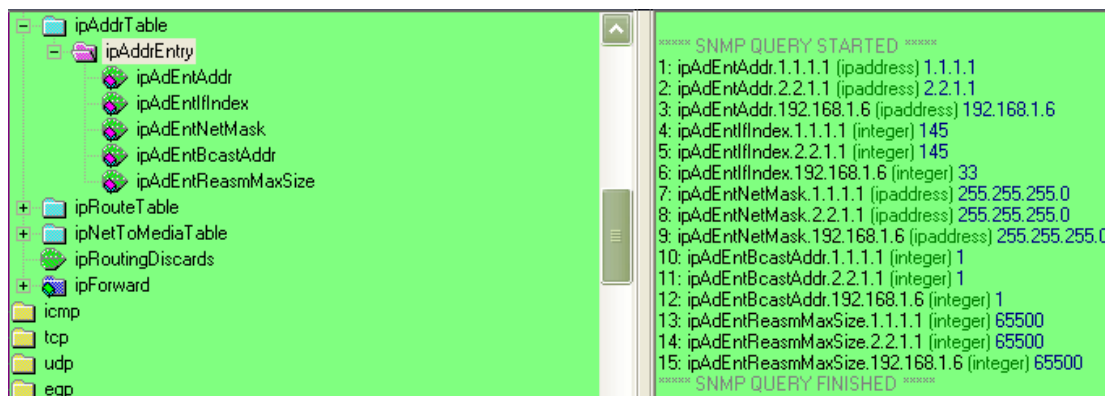 ipAddrTable
ipAddrEntry
ipAdEntAddr
ipAdEntIfIndex
ipAdEntNetMask
ipAdEntBcastAddr
ipAdEntReasmMaxSize
ipRouteTable
ipNetToMediaTable
ipRoutingDiscards
ipForward
icmp
tcp
udp
egp
***** SNMP QUERY STARTED *****
1: ipAdEntAddr.1.1.1.1 (ipaddress) 1.1.1.1
2: ipAdEntAddr.2.2.1.1 (ipaddress) 2.2.1.1
3: ipAdEntAddr.192.168.1.6 (ipaddress) 192.168.1.6
4: ipAdEntIfIndex.1.1.1.1 (integer) 145
5: ipAdEntIfIndex.2.2.1.1 (integer) 145
6: ipAdEntIfIndex.192.168.1.6 (integer) 33
7: ipAdEntNetMask.1.1.1.1 (ipaddress) 255.255.255.0
8: ipAdEntNetMask.2.2.1.1 (ipaddress) 255.255.255.0
9: ipAdEntNetMask.192.168.1.6 (ipaddress) 255.255.255.0
10: ipAdEntBcastAddr.1.1.1.1 (integer) 1
11: ipAdEntBcastAddr.2.2.1.1 (integer) 1
12: ipAdEntBcastAddr.192.168.1.6 (integer) 1
13: ipAdEntReasmMaxSize.1.1.1.1 (integer) 65500
14: ipAdEntReasmMaxSize.2.2.1.1 (integer) 65500
15: ipAdEntReasmMaxSize.192.168.1.6 (integer) 65500
***** SNMP QUERY FINISHED *****